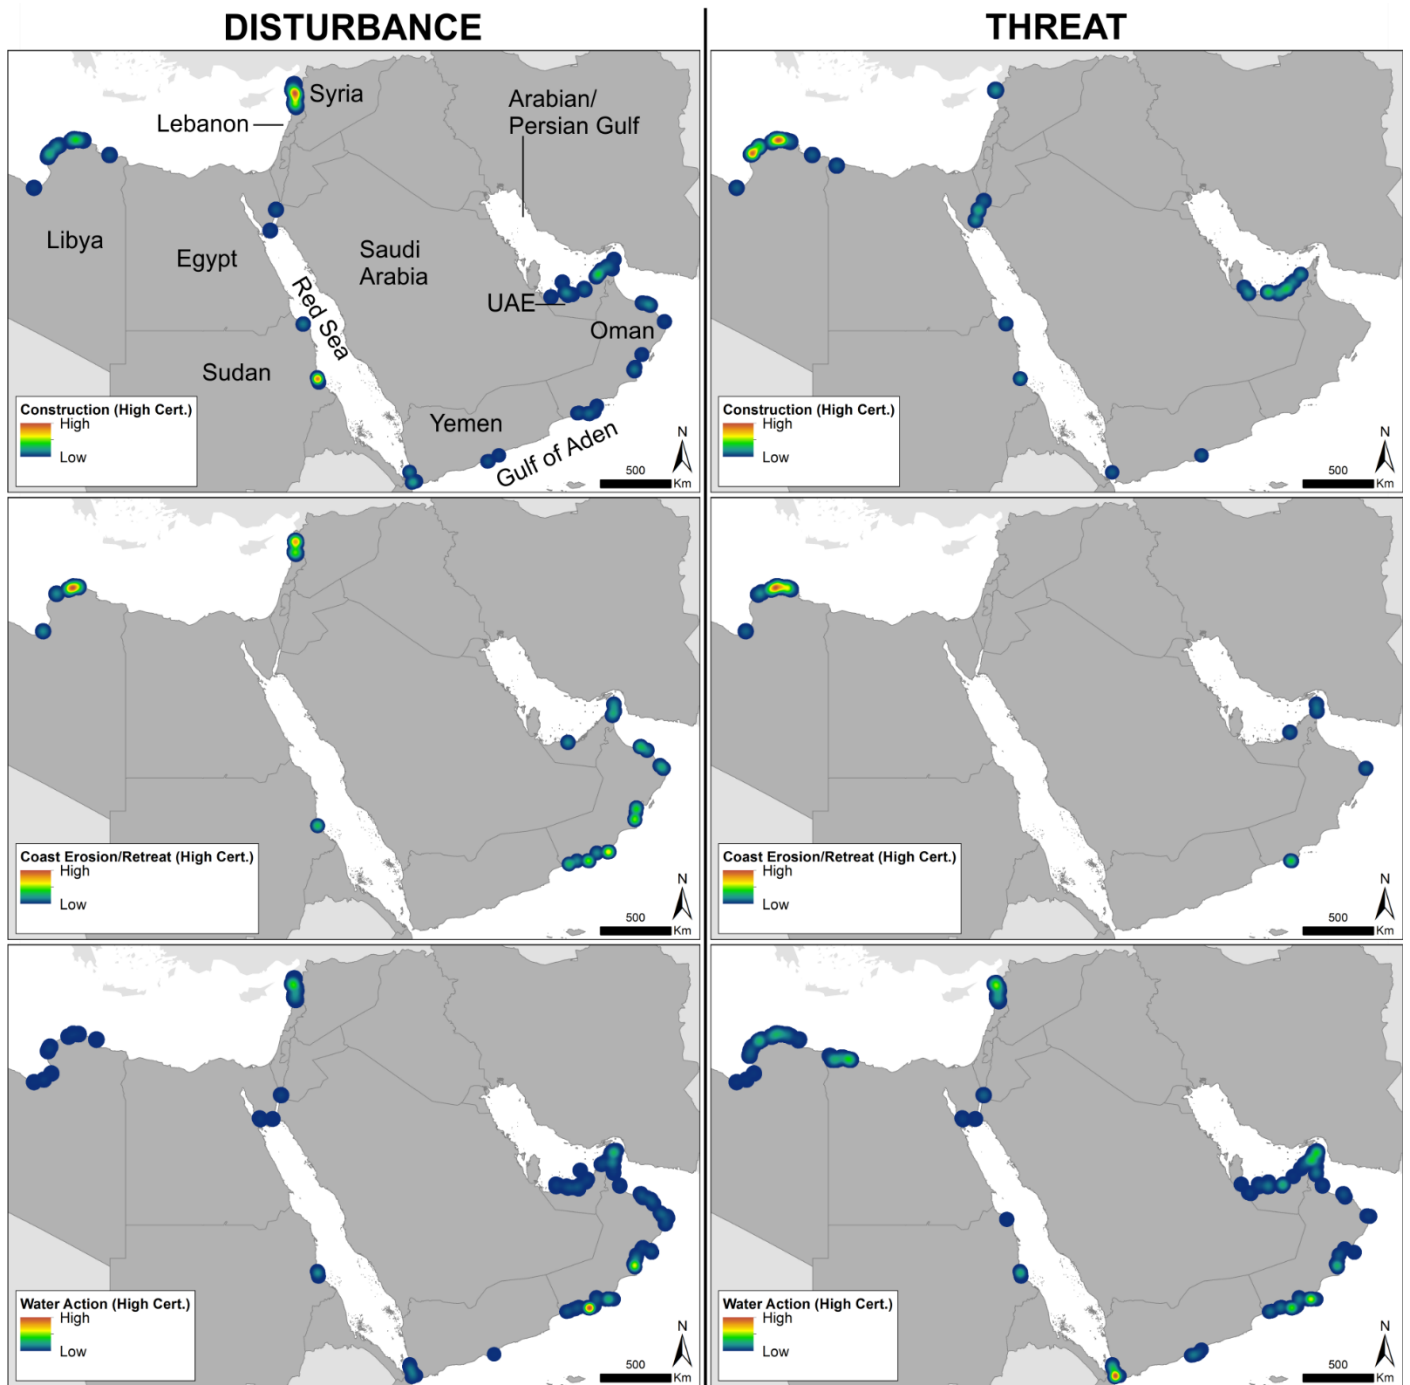 DISTURBANCE
THREAT
Syria
Lebanon
Arabian/
Persian Gulf
Libya
Egypt
Saudi
Arabia
Red Sea
UAE
Oman
Sudan
Yemen
Gulf of Aden
Construction (High Cert.)
High
Low
N
500
Km
Construction (High Cert.)
High
Low
N
500
Km
Coast Erosion/Retreat (High Cert.)
High
Low
N
500
Km
Coast Erosion/Retreat (High Cert.)
High
Low
N
500
Km
Water Action (High Cert.)
High
Low
N
500
Km
Water Action (High Cert.)
High
Low
N
500
Km